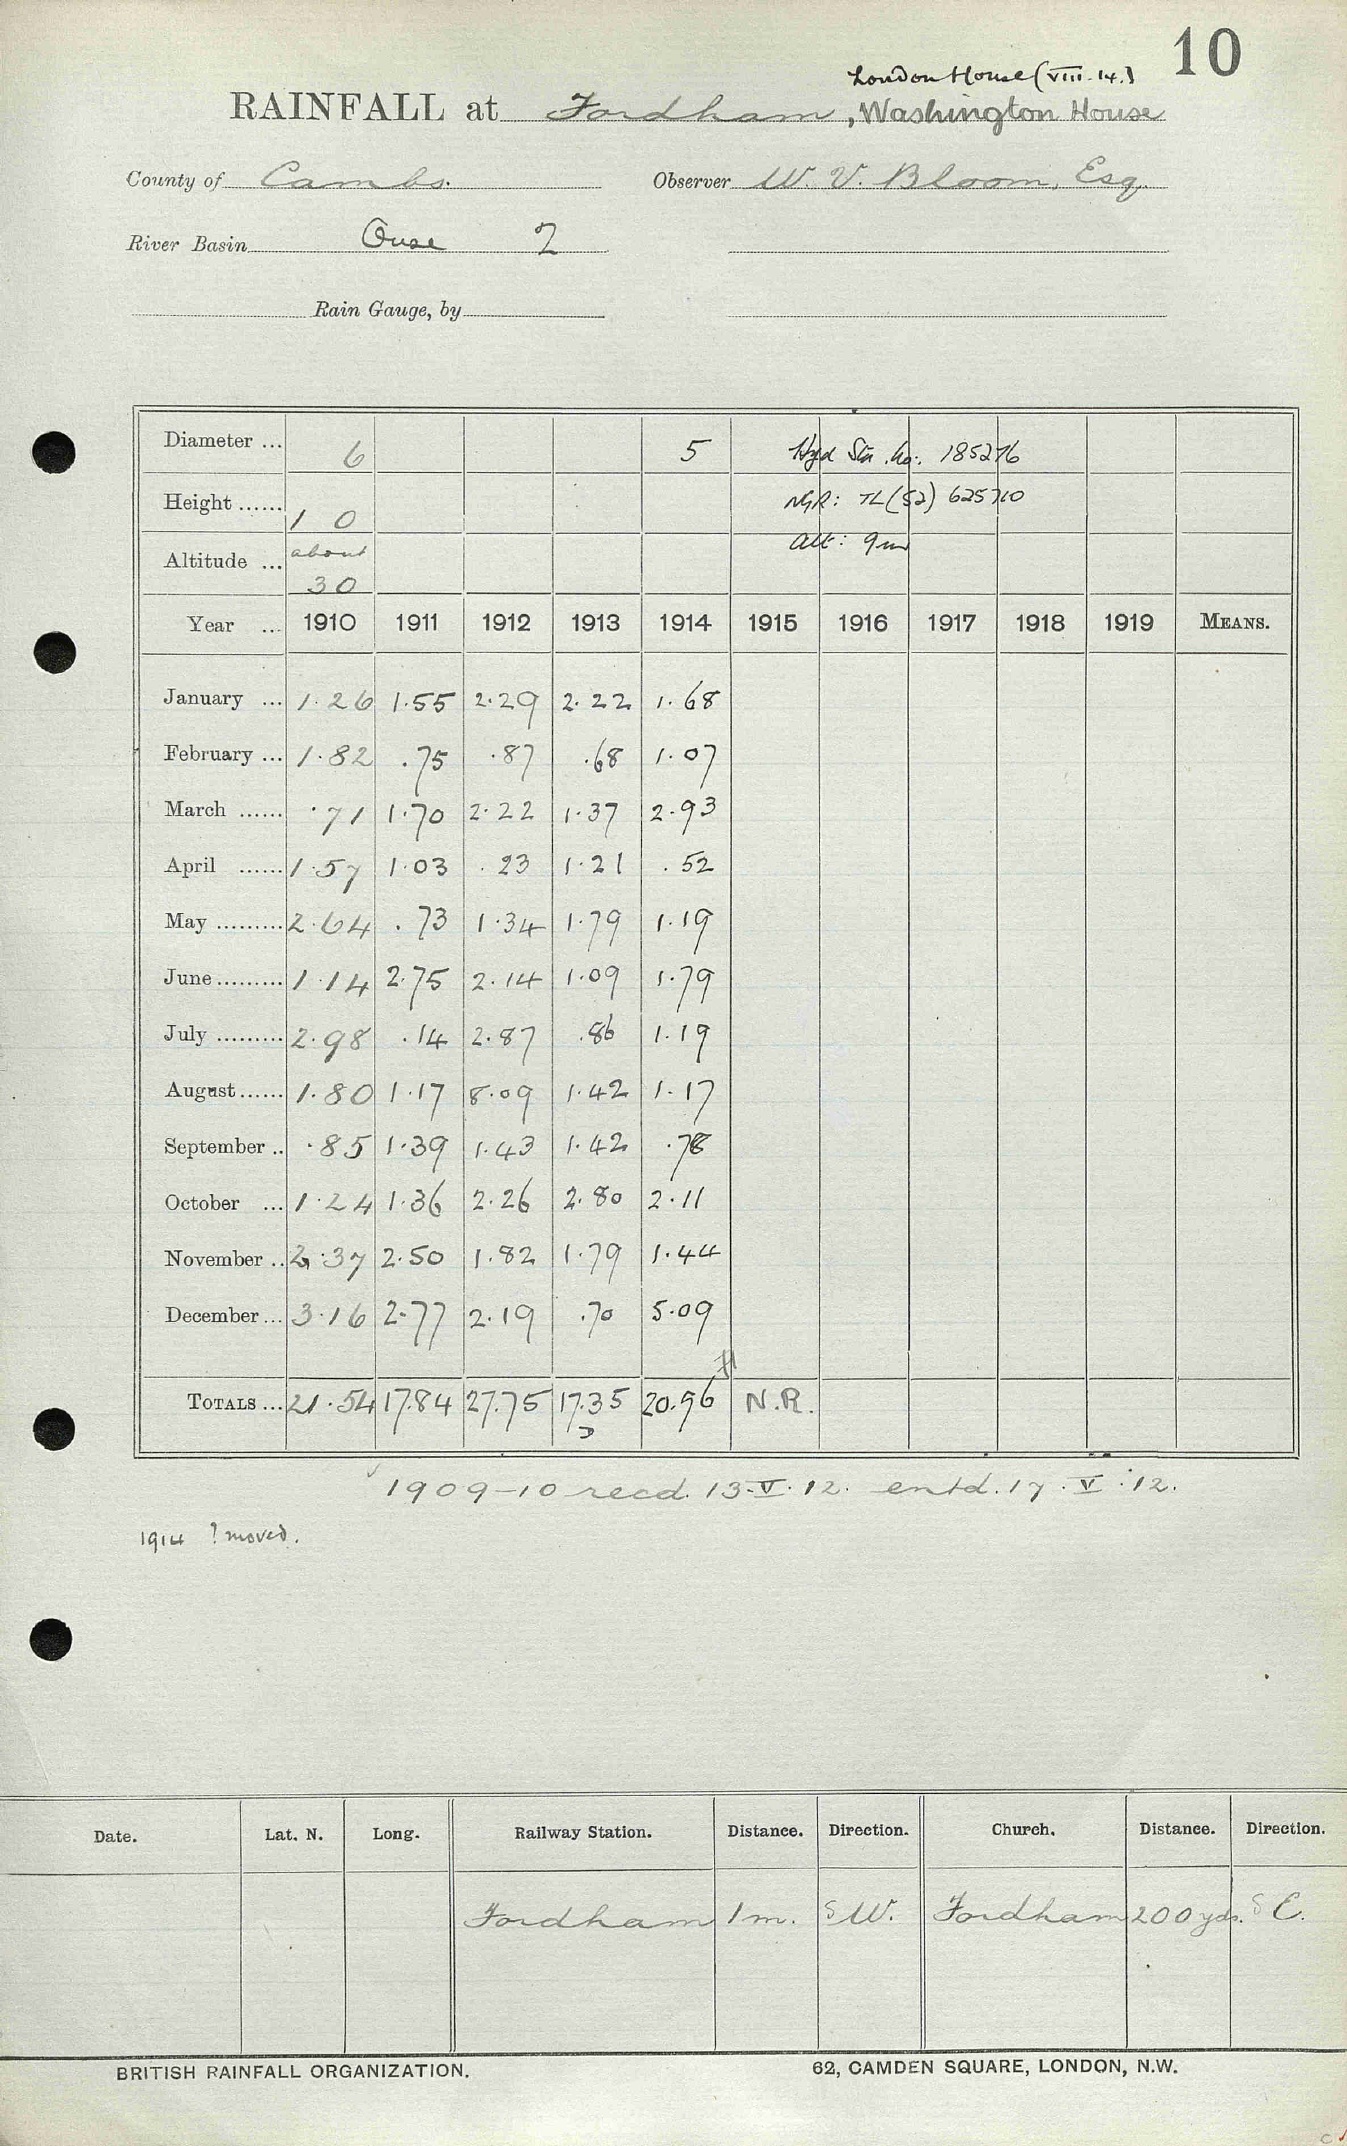 10
London House (VIII.14.)
RAINFALL at Fordham, Washington House
County of Cambs. Observer W. V. Bloom, Esq.
River Basin Ouse 2
Rain Gauge, by
Diameter ... 6 5 Hyd Stn. No: 185276
Height ...... 1 0 NGR: TL (52) 625710
Altitude ... about 30 Alt: 9m
Year ... 1910 1911 1912 1913 1914 1915 1916 1917 1918 1919 MEANS.
January ... 1.26 1.55 2.29 2.22 1.68
February ... 1.82 .75 .87 .68 1.07
March ...... .71 1.70 2.22 1.37 2.93
April ...... 1.57 1.03 .23 1.21 .52
May ......... 2.64 .73 1.34 1.79 1.19
June ......... 1.14 2.75 2.14 1.09 1.79
July ......... 2.98 .14 2.87 .86 1.19
August ...... 1.80 1.17 8.09 1.42 1.17
September .. .85 1.39 1.43 1.42 .78
October ... 1.24 1.36 2.26 2.80 2.11
November .. 2.37 2.50 1.82 1.79 1.44
December ... 3.16 2.77 2.19 .70 5.09
TOTALS ... 21.54 17.84 27.75 17.35 20.96 N.R.
1909-10 recd. 13.V.12. entd. 17.V.12.
1914 ? moved.
Date. Lat. N. Long. Railway Station. Distance. Direction. Church. Distance. Direction.
Fordham 1 m. SW. Fordham 200 yds. SE.
BRITISH RAINFALL ORGANIZATION. 62, CAMDEN SQUARE, LONDON, N.W.